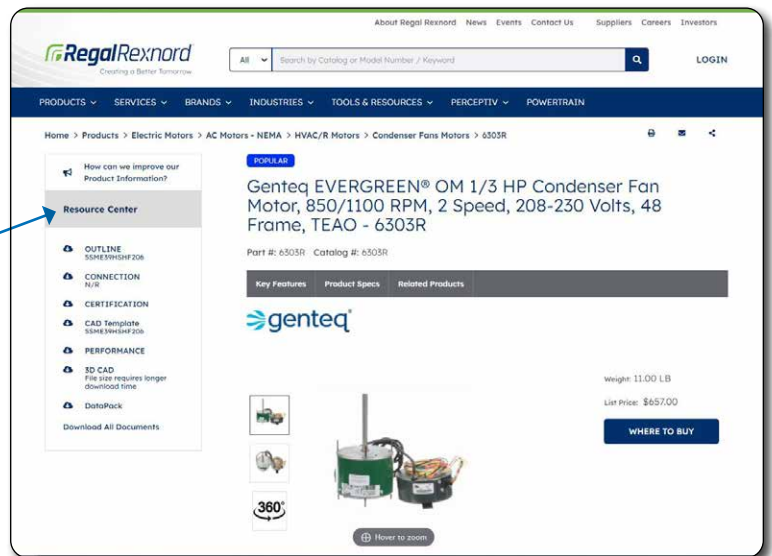 About Regal Rexnord News Events Contact Us Suppliers Careers Investors
RegalRexnord
Creating a Better Tomorrow
All Search by Catalog or Model Number / Keyword LOGIN
PRODUCTS SERVICES BRANDS INDUSTRIES TOOLS & RESOURCES PERCEPTIV POWERTRAIN
Home > Products > Electric Motors > AC Motors - NEMA > HVAC/R Motors > Condenser Fans Motors > 6303R
How can we improve our
Product Information?
Resource Center
OUTLINE
SSME39HSHF206
CONNECTION
N/R
CERTIFICATION
CAD Template
SSME39HSHF206
PERFORMANCE
3D CAD
File size requires longer
download time
DataPack
Download All Documents
POPULAR
Genteq EVERGREEN® OM 1/3 HP Condenser Fan
Motor, 850/1100 RPM, 2 Speed, 208-230 Volts, 48
Frame, TEAO - 6303R
Part #: 6303R Catalog #: 6303R
Key Features Product Specs Related Products
genteq
Weight: 11.00 LB
List Price: $657.00
WHERE TO BUY
360°
Hover to zoom